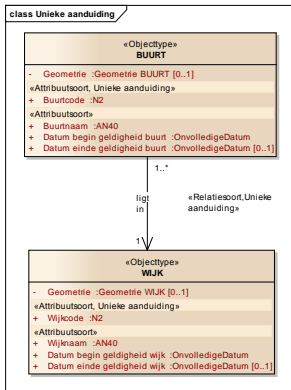 class Unieke aanduiding
«Objecttype»
BUURT
- Geometrie :Geometrie BUURT [0..1]
«Attribuutsoort, Unieke aanduiding»
+ Buurtcode :N2
«Attribuutsoort»
+ Buurtnaam :AN40
+ Datum begin geldigheid buurt :OnvolledigeDatum
+ Datum einde geldigheid buurt :OnvolledigeDatum [0..1]
1..*
ligt
in
«Relatiesoort,Unieke
aanduiding»
1
«Objecttype»
WIJK
- Geometrie :Geometrie WIJK [0..1]
«Attribuutsoort, Unieke aanduiding»
+ Wijkcode :N2
«Attribuutsoort»
+ Wijknaam :AN40
+ Datum begin geldigheid wijk :OnvolledigeDatum
+ Datum einde geldigheid wijk :OnvolledigeDatum [0..1]